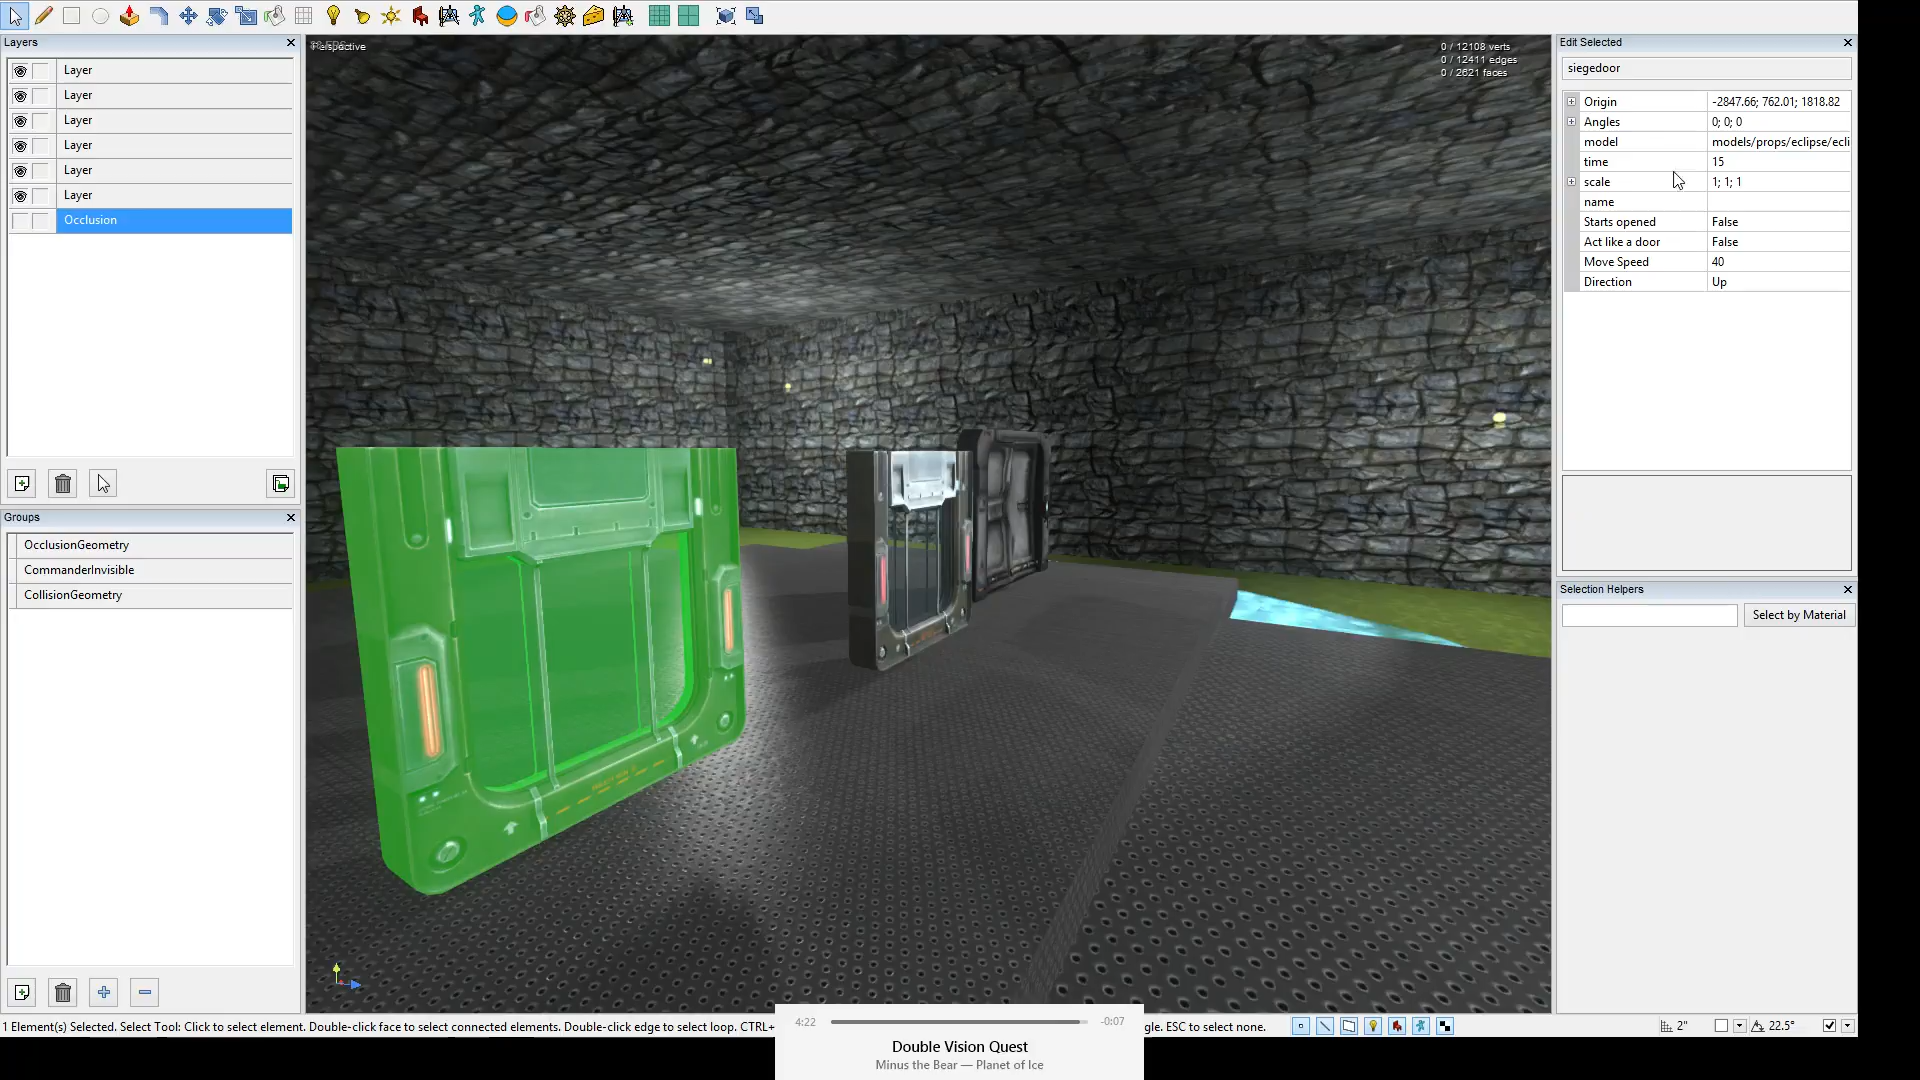 Layers
Layer
Layer
Layer
Layer
Layer
Layer
Occlusion
Groups
OcclusionGeometry
CommanderInvisible
CollisionGeometry
Perspective
0 / 12108 verts
0 / 12411 edges
0 / 2621 faces
Edit Selected
siegedoor
Origin -2847.66; 762.01; 1818.82
Angles 0; 0; 0
model models/props/eclipse/ecli
time 15
scale 1; 1; 1
name
Starts opened False
Act like a door False
Move Speed 40
Direction Up
Selection Helpers
Select by Material
1 Element(s) Selected. Select Tool: Click to select element. Double-click face to select connected elements. Double-click edge to select loop. CTRL+
gle. ESC to select none.
2"
22.5°
4:22 -0:07
Double Vision Quest
Minus the Bear — Planet of Ice